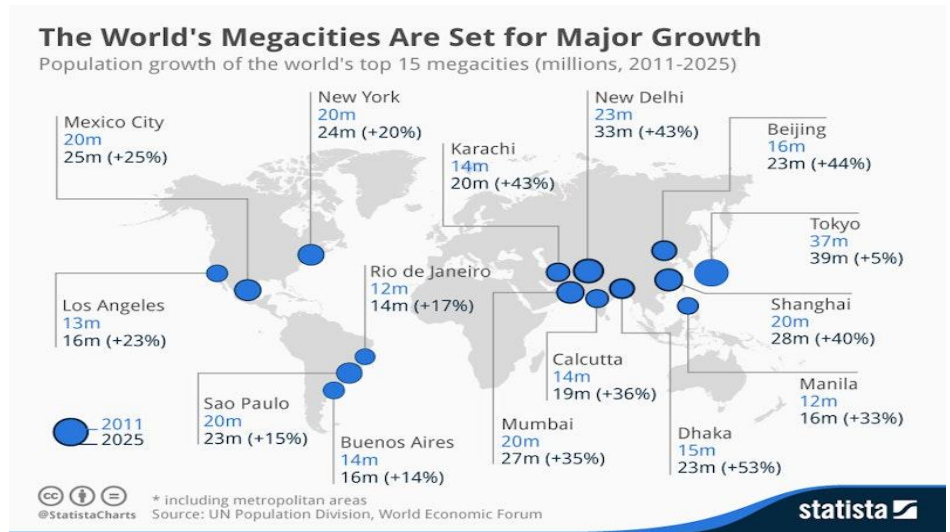 The World's Megacities Are Set for Major Growth
Population growth of the world's top 15 megacities (millions, 2011-2025)
Mexico City
20m
25m (+25%)
New York
20m
24m (+20%)
Karachi
14m
20m (+43%)
New Delhi
23m
33m (+43%)
Beijing
16m
23m (+44%)
Tokyo
37m
39m (+5%)
Los Angeles
13m
16m (+23%)
Rio de Janeiro
12m
14m (+17%)
Shanghai
20m
28m (+40%)
Calcutta
14m
19m (+36%)
Manila
12m
16m (+33%)
Sao Paulo
20m
23m (+15%)
Buenos Aires
14m
16m (+14%)
Mumbai
20m
27m (+35%)
Dhaka
15m
23m (+53%)
2011
2025
cc
@StatistaCharts
* including metropolitan areas
Source: UN Population Division, World Economic Forum
statista